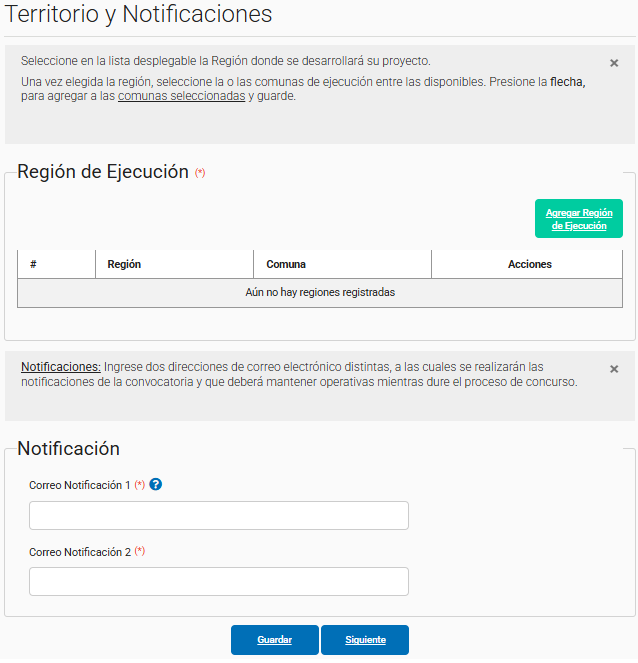 Territorio y Notificaciones
Seleccione en la lista desplegable la Región donde se desarrollará su proyecto.
×
Una vez elegida la región, seleccione la o las comunas de ejecución entre las disponibles. Presione la flecha,
para agregar a las comunas seleccionadas y guarde.
Región de Ejecución (*)
Agregar Región
de Ejecución
# Región Comuna Acciones
Aún no hay regiones registradas
Notificaciones: Ingrese dos direcciones de correo electrónico distintas, a las cuales se realizarán las
×
notificaciones de la convocatoria y que deberá mantener operativas mientras dure el proceso de concurso.
Notificación
Correo Notificación 1 (*) ?
Correo Notificación 2 (*)
Guardar Siguiente